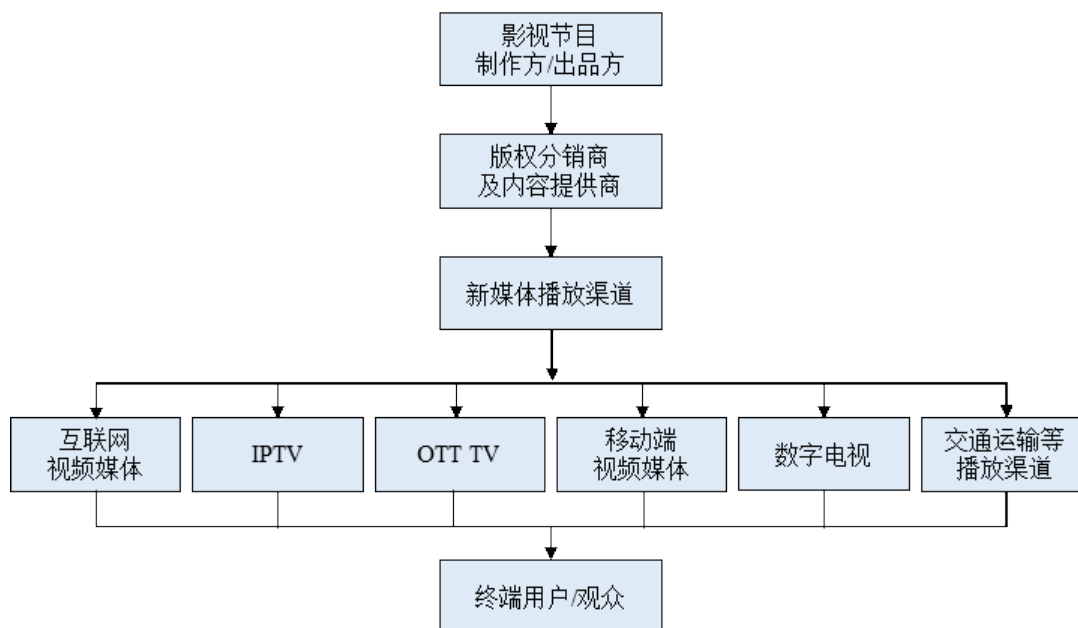 影视节目
制作方/出品方
版权分销商
及内容提供商
新媒体播放渠道
互联网
视频媒体
IPTV
OTT TV
移动端
视频媒体
数字电视
交通运输等
播放渠道
终端用户/观众